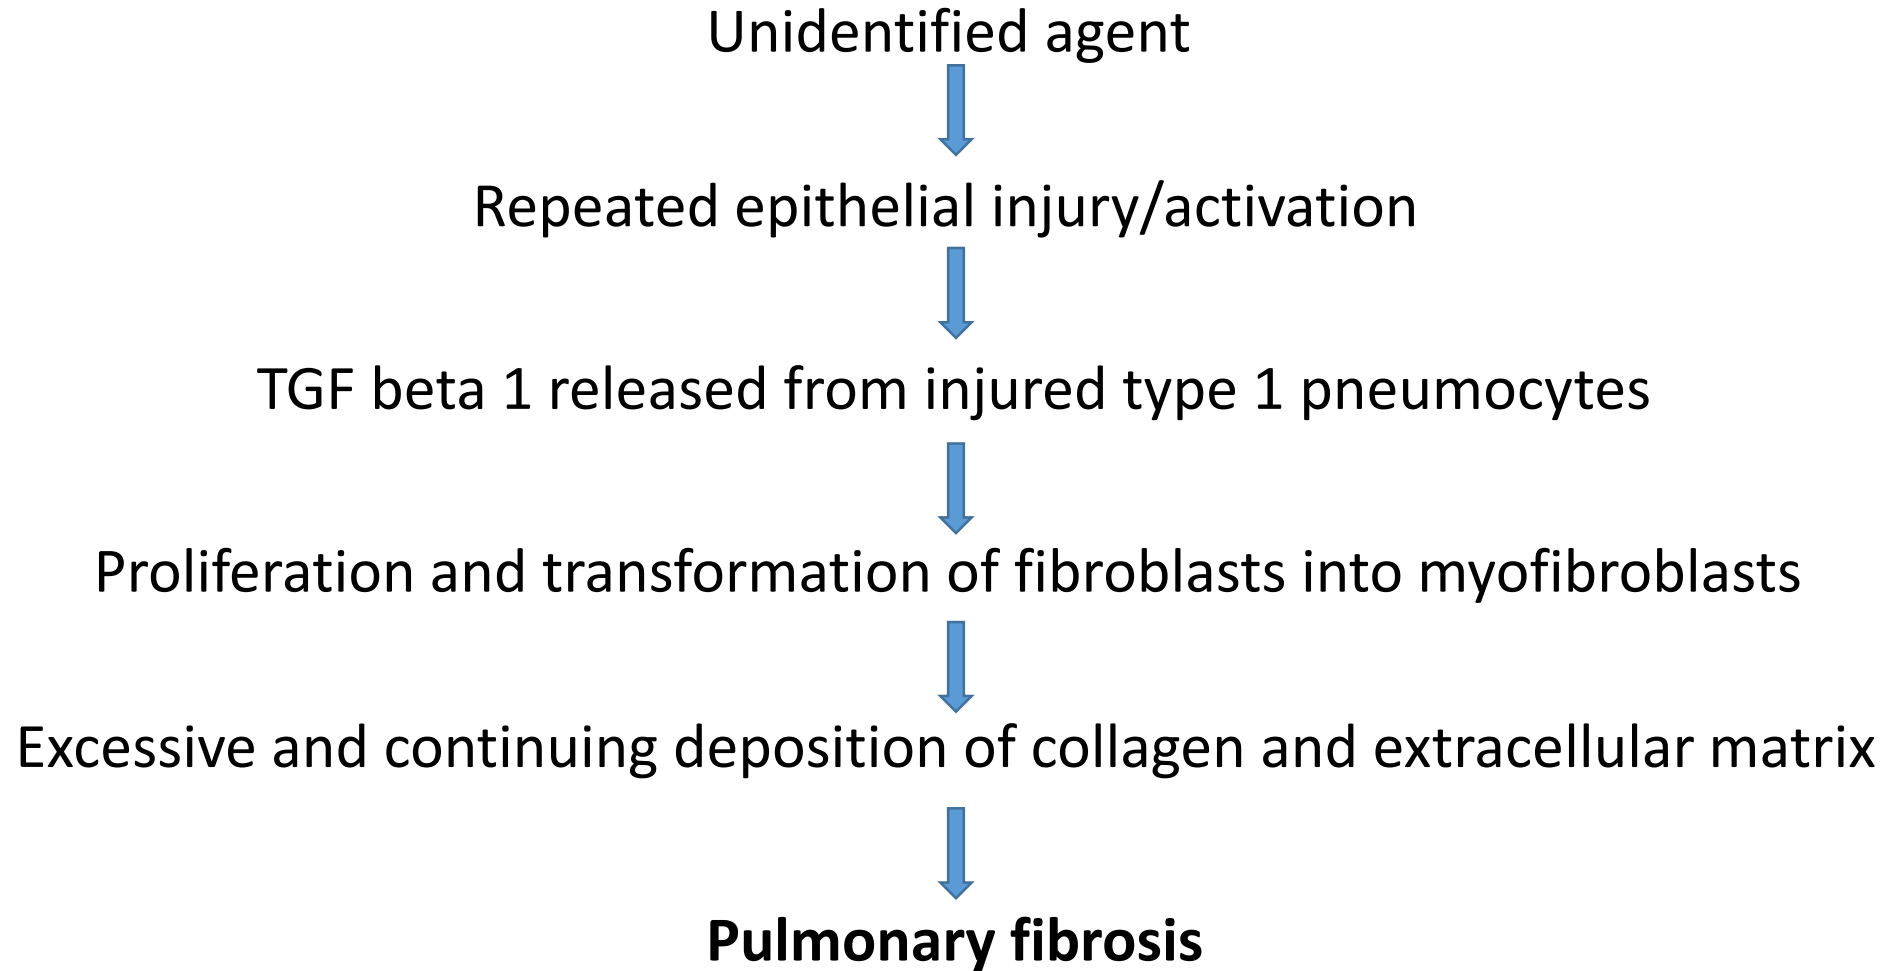 Unidentified agent
Repeated epithelial injury/activation
TGF beta 1 released from injured type 1 pneumocytes
Proliferation and transformation of fibroblasts into myofibroblasts
Excessive and continuing deposition of collagen and extracellular matrix
Pulmonary fibrosis